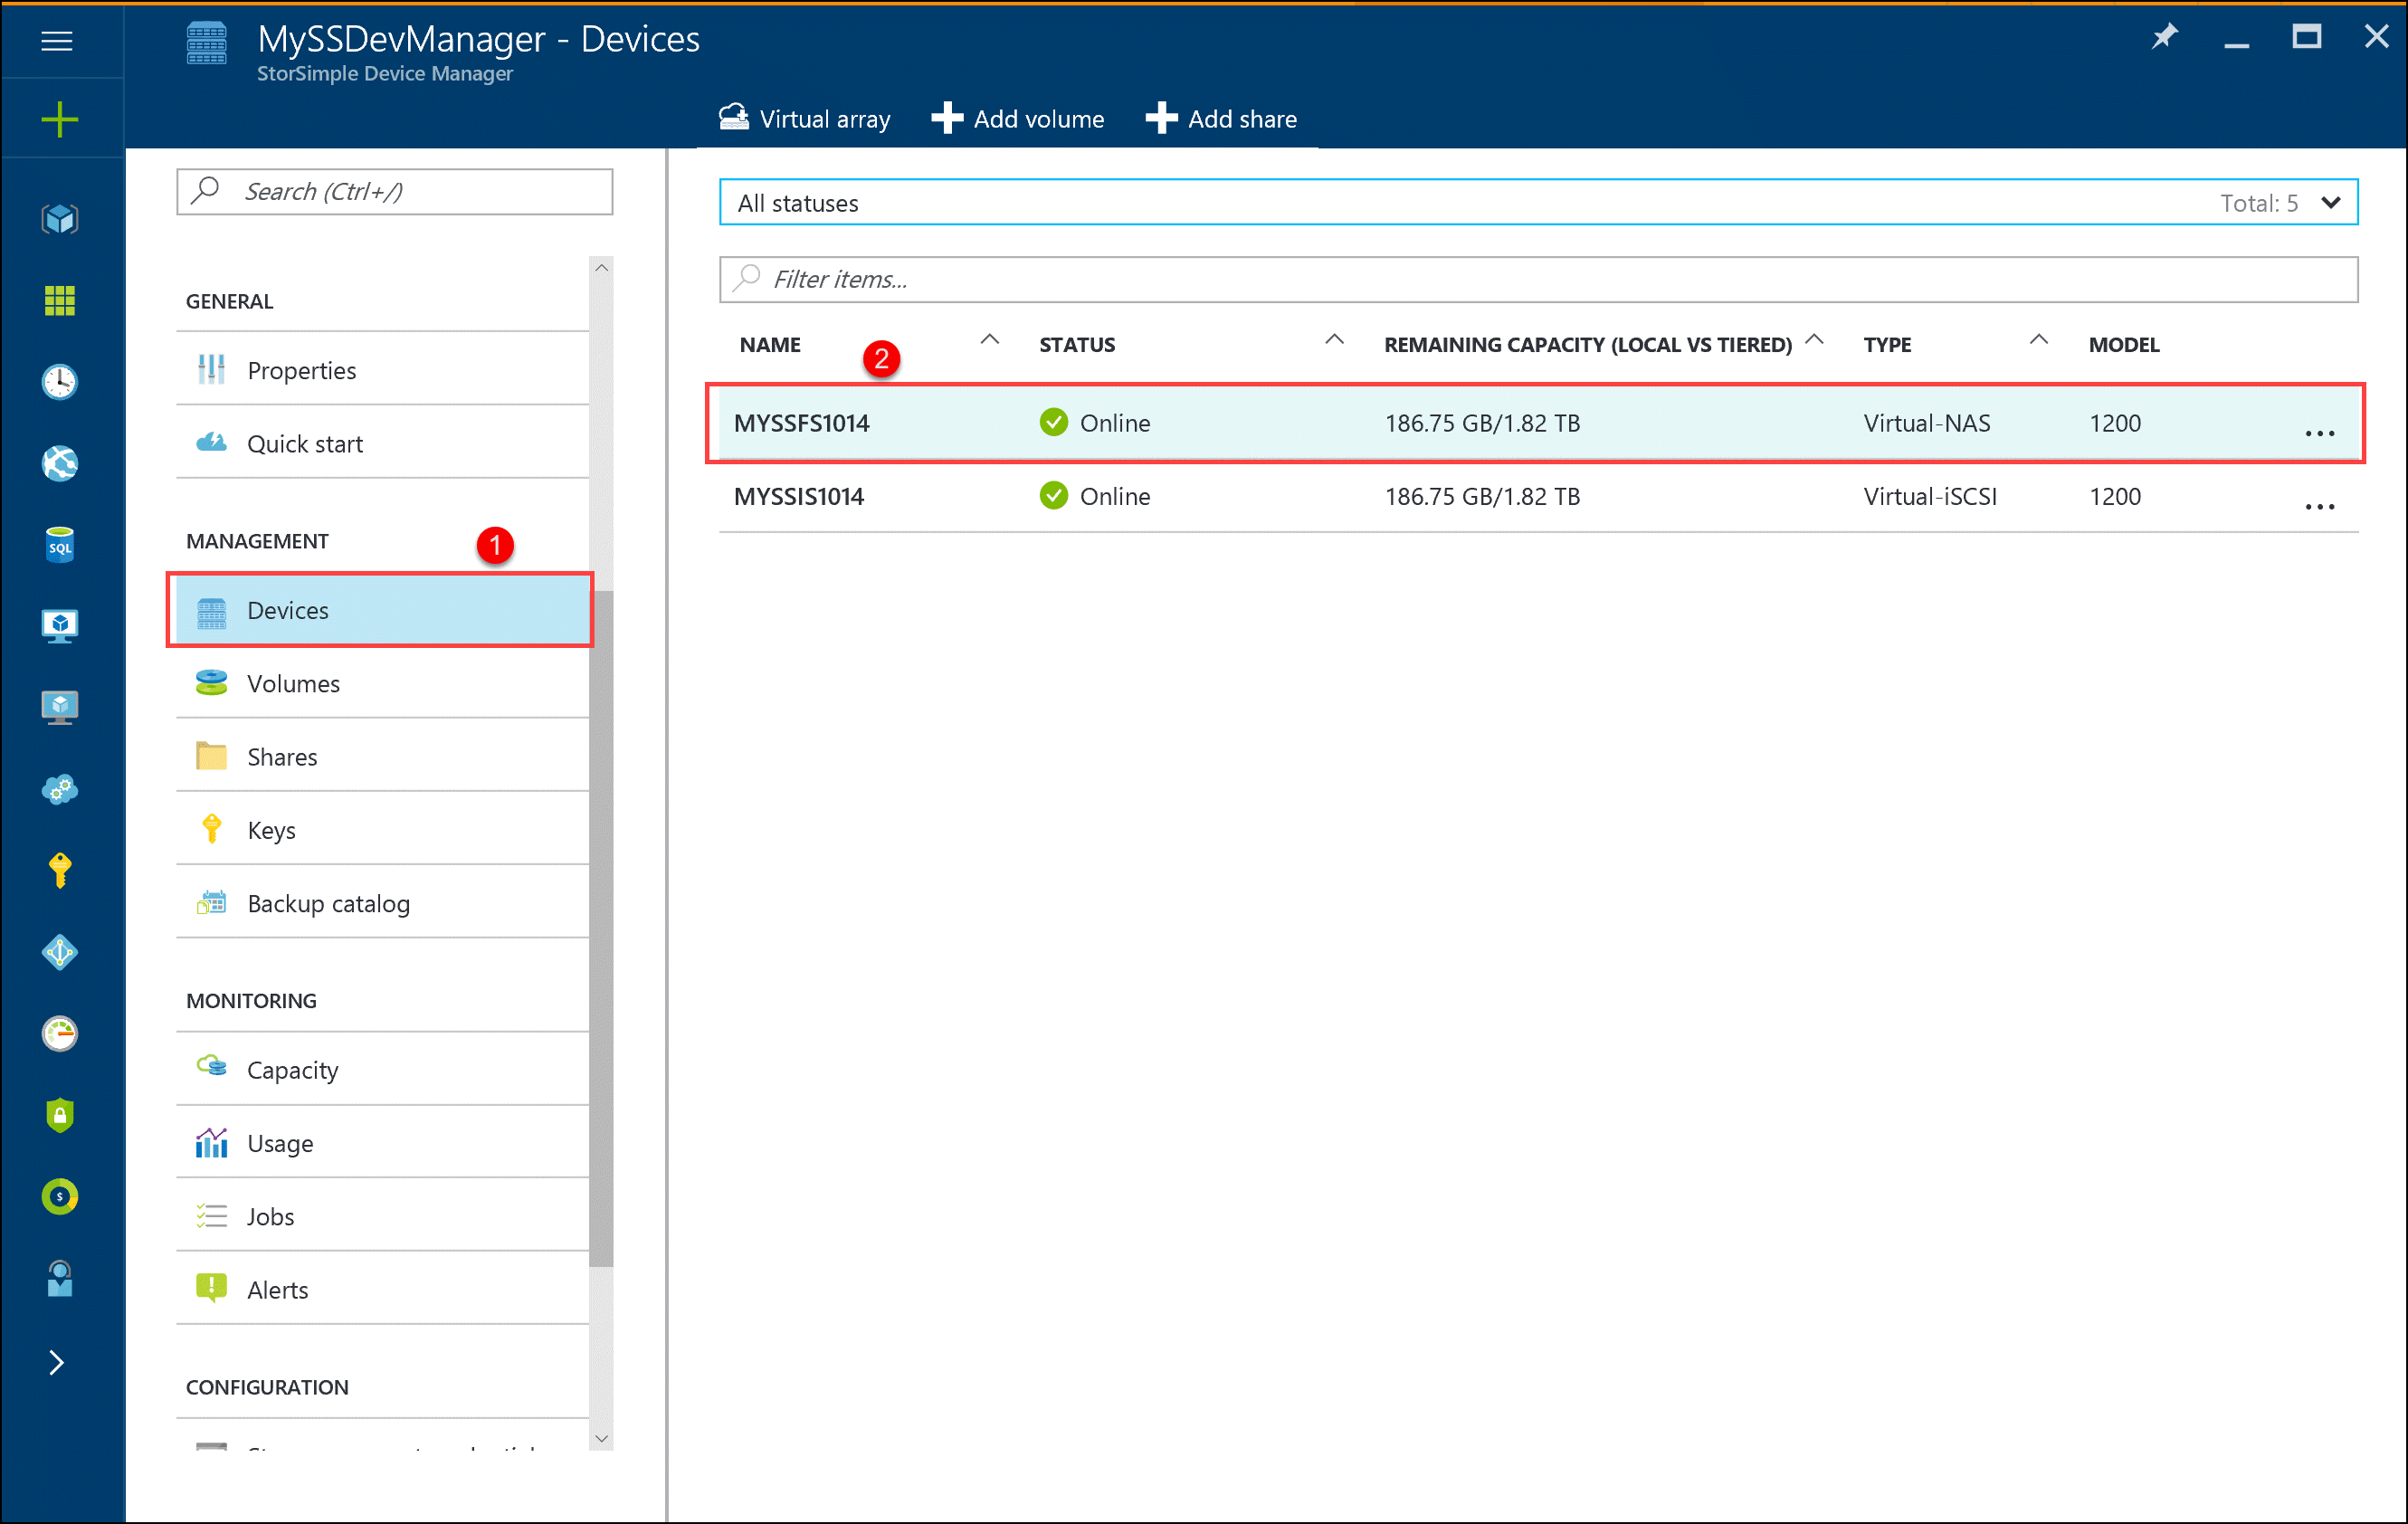 MySSDevManager - Devices
StorSimple Device Manager
Virtual array
Add volume
Add share
Search (Ctrl+/)
GENERAL
Properties
Quick start
MANAGEMENT
1
Devices
Volumes
Shares
Keys
Backup catalog
MONITORING
Capacity
Usage
Jobs
Alerts
CONFIGURATION
All statuses Total: 5
Filter items...
NAME STATUS REMAINING CAPACITY (LOCAL VS TIERED) TYPE MODEL
2
MYSSFS1014 Online 186.75 GB/1.82 TB Virtual-NAS 1200 ...
MYSSIS1014 Online 186.75 GB/1.82 TB Virtual-iSCSI 1200 ...
SQL
$